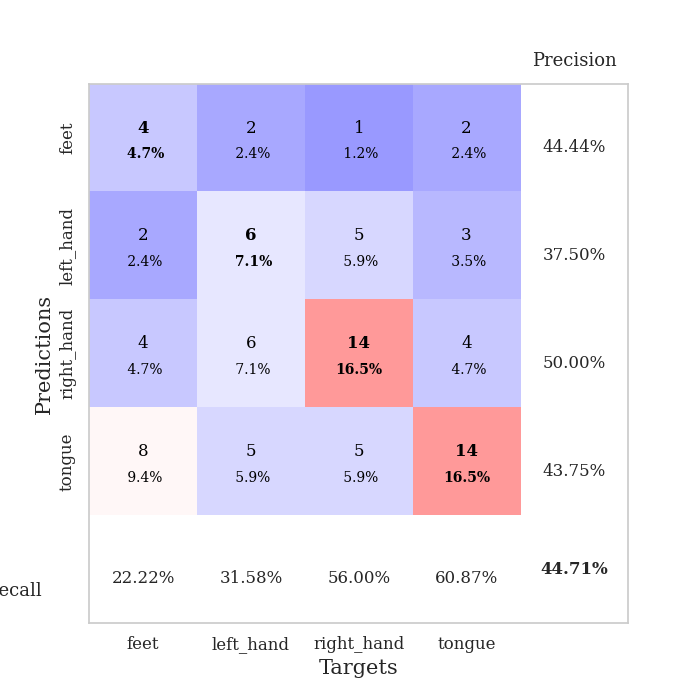 Precision
feet 4 2 1 2 44.44%
4.7% 2.4% 1.2% 2.4%
left_hand 2 6 5 3 37.50%
2.4% 7.1% 5.9% 3.5%
Predictions
right_hand 4 6 14 4 50.00%
4.7% 7.1% 16.5% 4.7%
tongue 8 5 5 14 43.75%
9.4% 5.9% 5.9% 16.5%
ecall 22.22% 31.58% 56.00% 60.87% 44.71%
feet left_hand right_hand tongue
Targets